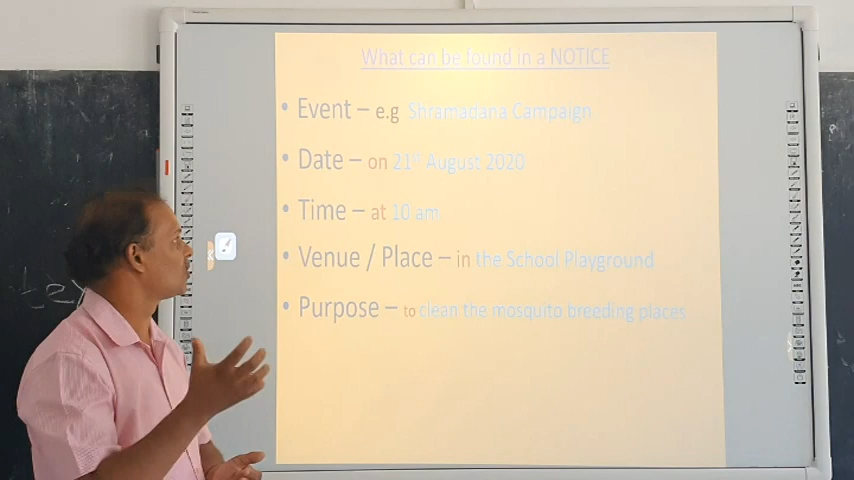 What can be found in a NOTICE
• Event – e.g Shramadana Campaign
• Date – on 21st August 2020
• Time – at 10 am
• Venue / Place – in the School Playground
• Purpose – to clean the mosquito breeding places